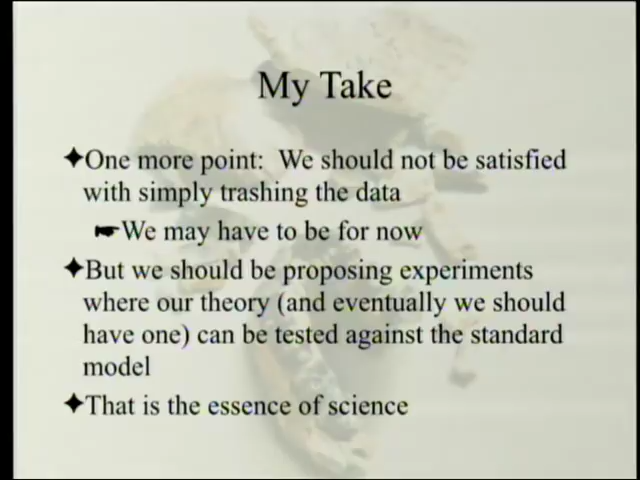 My Take
✦One more point: We should not be satisfied
with simply trashing the data
☛We may have to be for now
✦But we should be proposing experiments
where our theory (and eventually we should
have one) can be tested against the standard
model
✦That is the essence of science